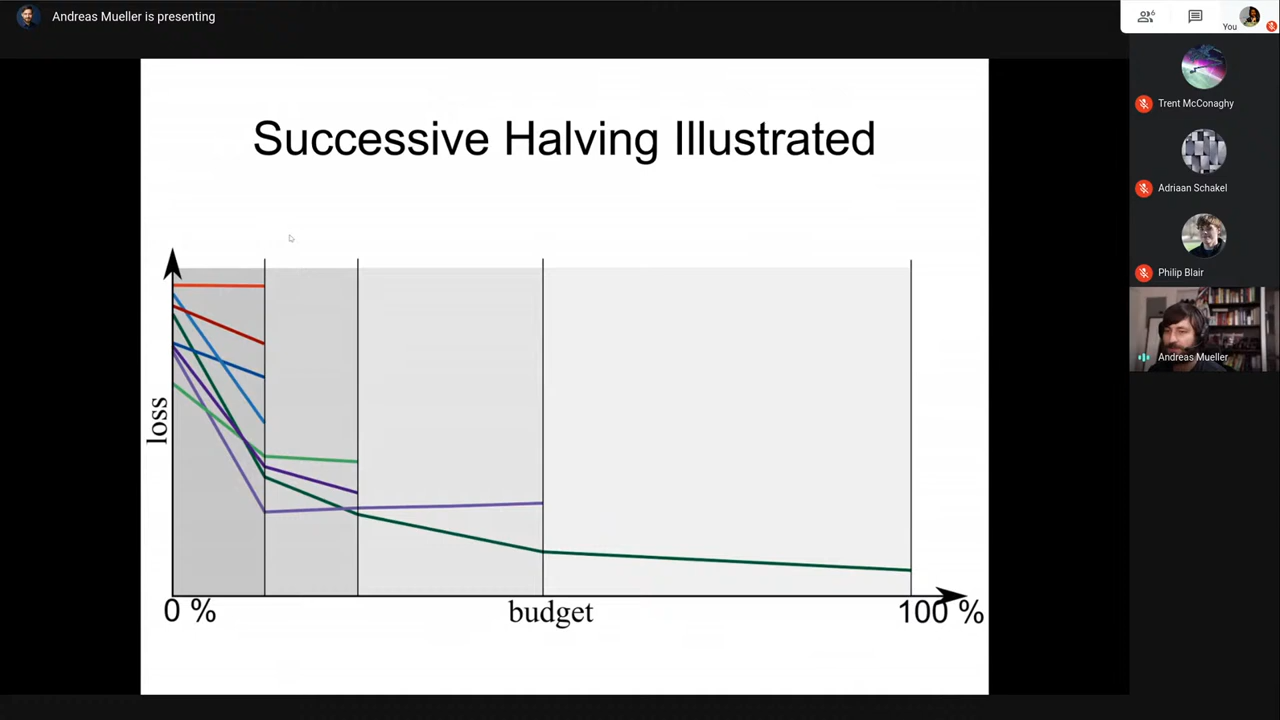 Andreas Mueller is presenting
6
You
Trent McConaghy
Adriaan Schakel
Philip Blair
Andreas Mueller
Successive Halving Illustrated
loss
0 %
budget
100 %